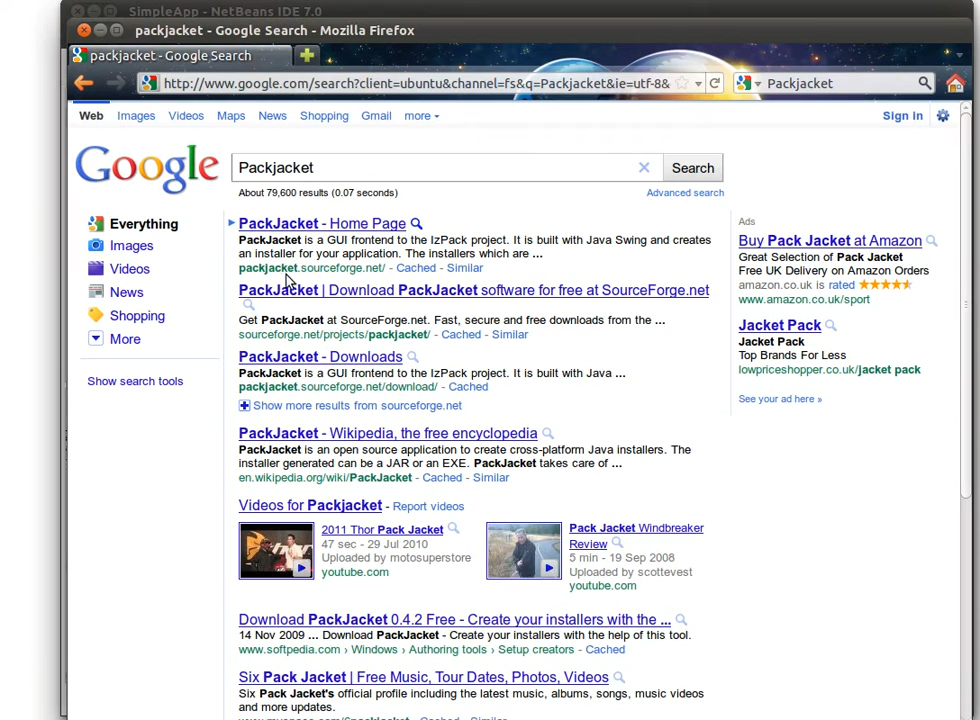 SimpleApp - NetBeans IDE 7.0
packjacket - Google Search - Mozilla Firefox
packjacket - Google Search
http://www.google.com/search?client=ubuntu&channel=fs&q=Packjacket&ie=utf-8&
Packjacket
Web Images Videos Maps News Shopping Gmail more
Sign in
Google
Packjacket
Search
About 79,600 results (0.07 seconds)
Advanced search
Everything
Images
Videos
News
Shopping
More
Show search tools
PackJacket - Home Page
PackJacket is a GUI frontend to the IzPack project. It is built with Java Swing and creates
an installer for your application. The installers which are ...
packjacket.sourceforge.net/ - Cached - Similar
PackJacket | Download PackJacket software for free at SourceForge.net
Get PackJacket at SourceForge.net. Fast, secure and free downloads from the ...
sourceforge.net/projects/packjacket/ - Cached - Similar
PackJacket - Downloads
PackJacket is a GUI frontend to the IzPack project. It is built with Java ...
packjacket.sourceforge.net/download/ - Cached
Show more results from sourceforge.net
PackJacket - Wikipedia, the free encyclopedia
PackJacket is an open source application to create cross-platform Java installers. The
installer generated can be a JAR or an EXE. PackJacket takes care of ...
en.wikipedia.org/wiki/PackJacket - Cached - Similar
Videos for Packjacket - Report videos
2011 Thor Pack Jacket
47 sec - 29 Jul 2010
Uploaded by motosuperstore
youtube.com
Pack Jacket Windbreaker
Review
5 min - 19 Sep 2008
Uploaded by scottevest
youtube.com
Download PackJacket 0.4.2 Free - Create your installers with the ...
14 Nov 2009 ... Download PackJacket - Create your installers with the help of this tool.
www.softpedia.com › Windows › Authoring tools › Setup creators - Cached
Six Pack Jacket | Free Music, Tour Dates, Photos, Videos
Six Pack Jacket's official profile including the latest music, albums, songs, music videos
and more updates.
www.myspace.com/6packjacket - Cached - Similar
Ads
Buy Pack Jacket at Amazon
Great Selection of Pack Jacket
Free UK Delivery on Amazon Orders
amazon.co.uk is rated
www.amazon.co.uk/sport
Jacket Pack
Jacket Pack
Top Brands For Less
lowpriceshopper.co.uk/jacket pack
See your ad here »